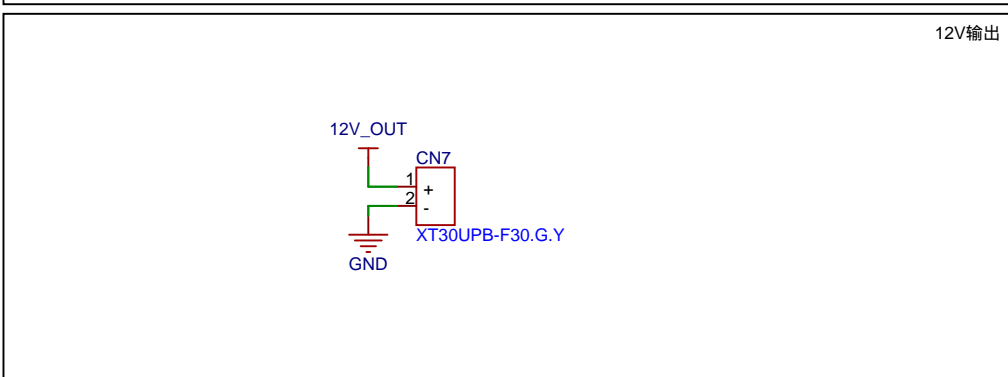 12V输出
12V_OUT
CN7
1
+
2
-
XT30UPB-F30.G.Y
GND